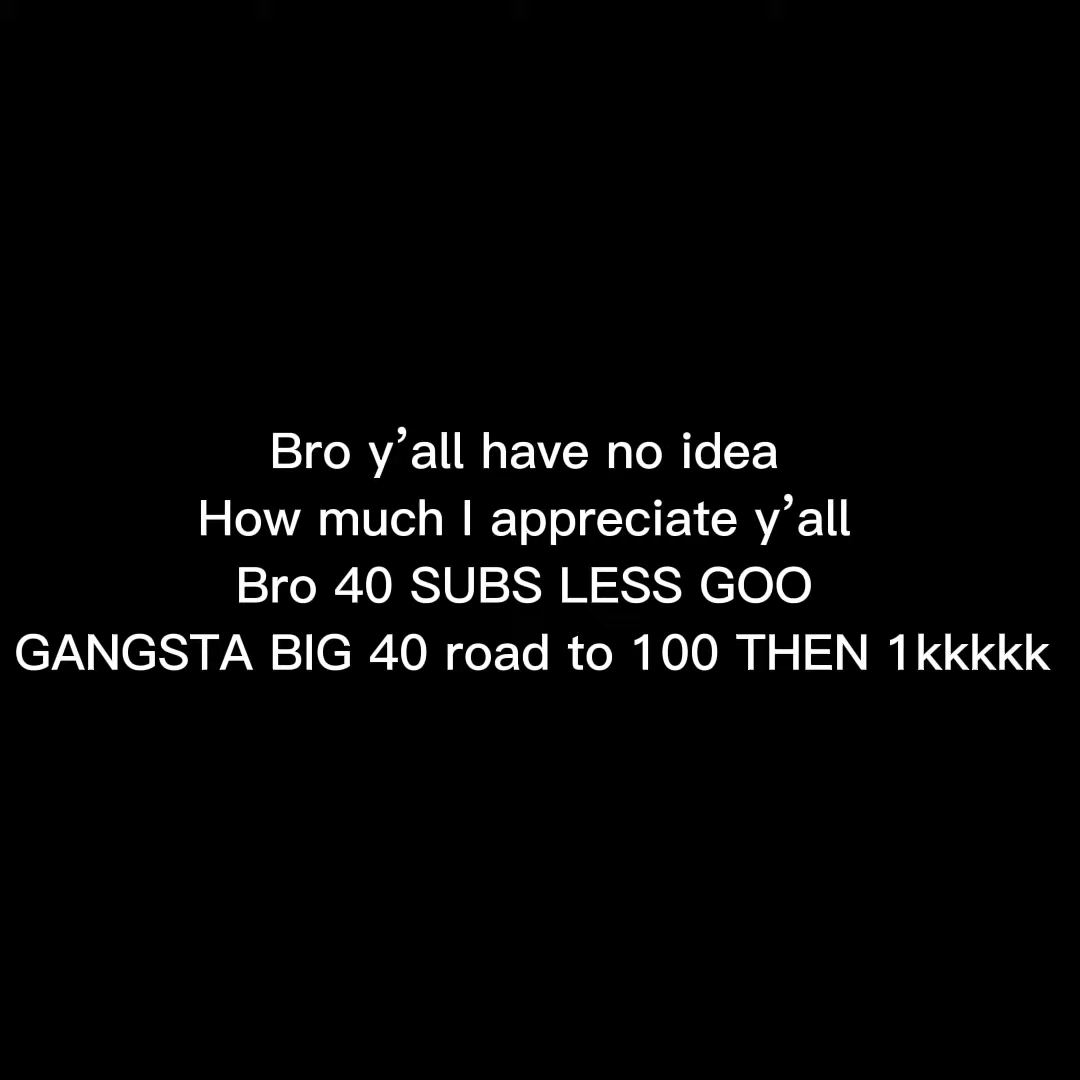 Bro y’all have no idea
How much I appreciate y’all
Bro 40 SUBS LESS GOO
GANGSTA BIG 40 road to 100 THEN 1kkkkk